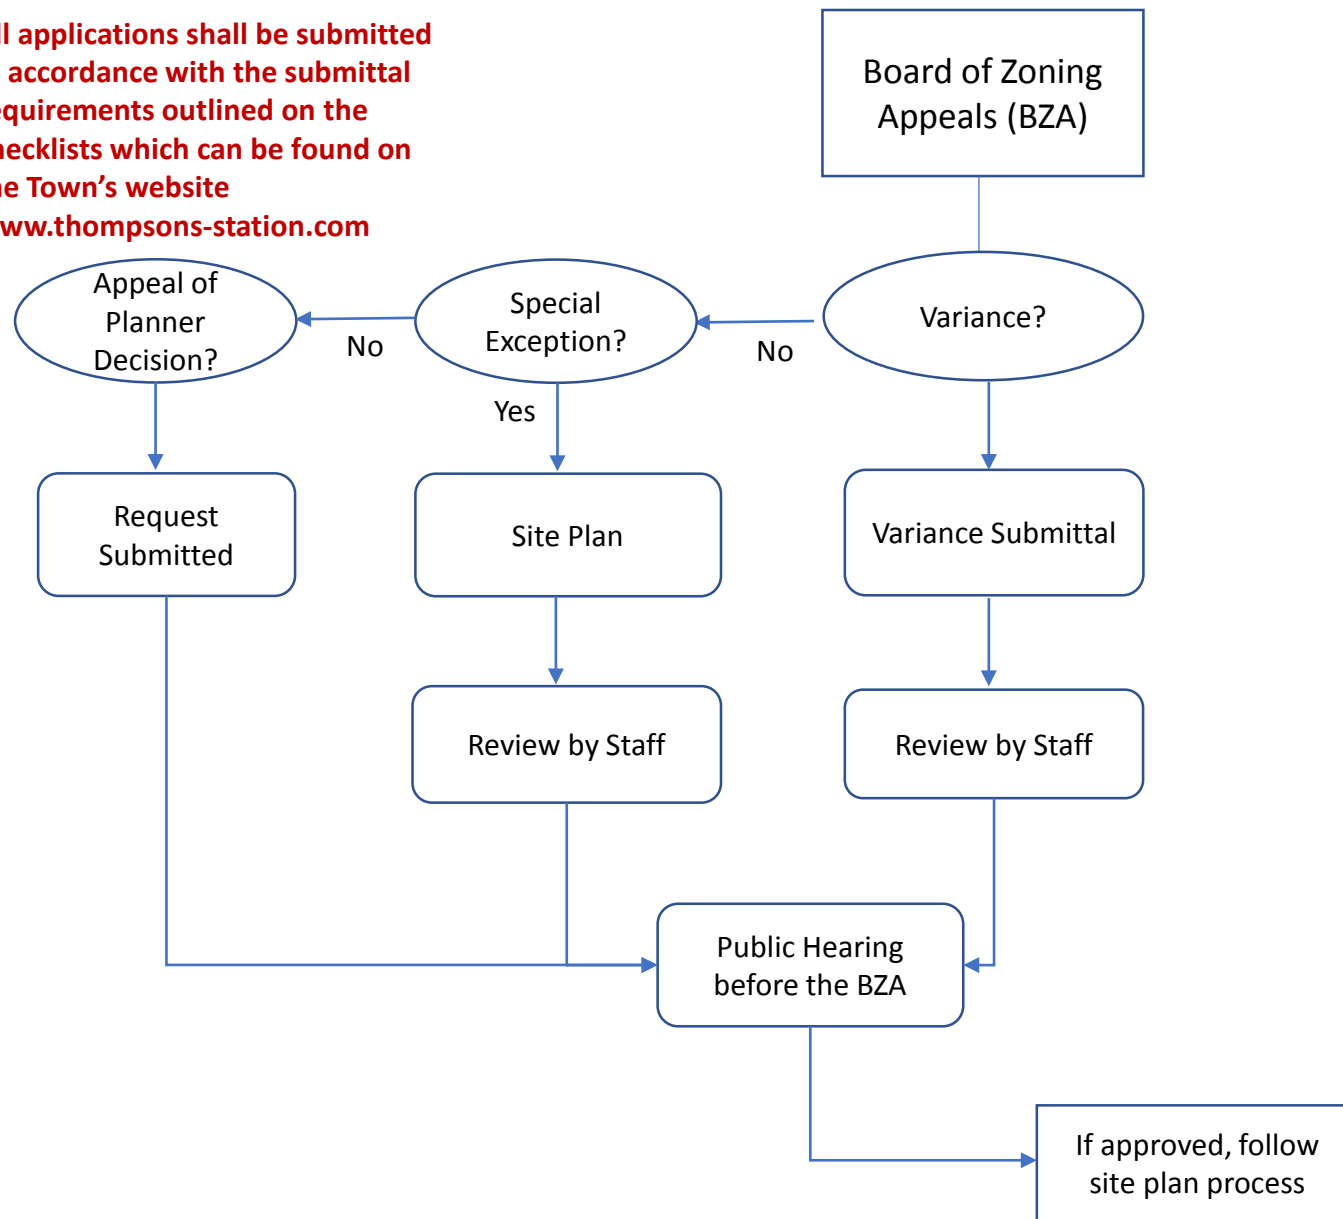 ll applications shall be submitted
accordance with the submittal
equirements outlined on the
hecklists which can be found on
he Town's website
ww.thompsons-station.com
Board of Zoning
Appeals (BZA)
Appeal of
Planner
Decision?
No
Special
Exception?
No
Variance?
Yes
Request
Submitted
Site Plan
Variance Submittal
Review by Staff
Review by Staff
Public Hearing
before the BZA
If approved, follow
site plan process